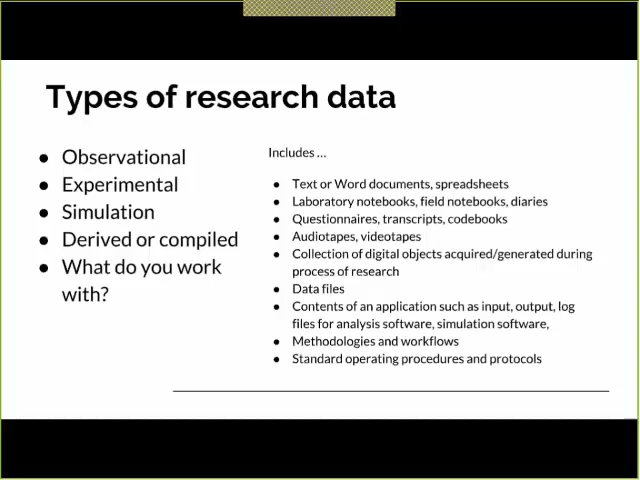 Types of research data
● Observational
● Experimental
● Simulation
● Derived or compiled
● What do you work
with?
Includes ...
● Text or Word documents, spreadsheets
● Laboratory notebooks, field notebooks, diaries
● Questionnaires, transcripts, codebooks
● Audiotapes, videotapes
● Collection of digital objects acquired/generated during
process of research
● Data files
● Contents of an application such as input, output, log
files for analysis software, simulation software,
● Methodologies and workflows
● Standard operating procedures and protocols